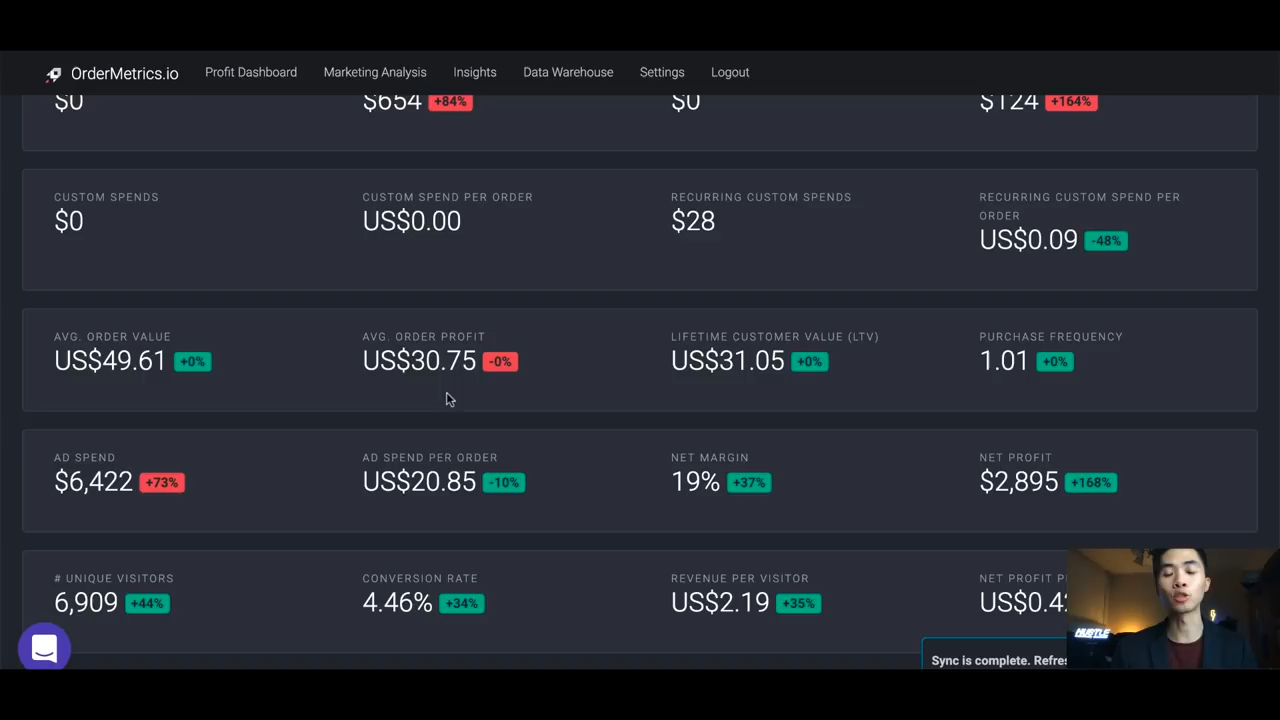 OrderMetrics.io Profit Dashboard Marketing Analysis Insights Data Warehouse Settings Logout
$0 $654 +84% $0 $124 +164%
CUSTOM SPENDS CUSTOM SPEND PER ORDER RECURRING CUSTOM SPENDS RECURRING CUSTOM SPEND PER
ORDER
$0 US$0.00 $28 US$0.09 -48%
AVG. ORDER VALUE AVG. ORDER PROFIT LIFETIME CUSTOMER VALUE (LTV) PURCHASE FREQUENCY
US$49.61 +0% US$30.75 -0% US$31.05 +0% 1.01 +0%
AD SPEND AD SPEND PER ORDER NET MARGIN NET PROFIT
$6,422 +73% US$20.85 -10% 19% +37% $2,895 +168%
# UNIQUE VISITORS CONVERSION RATE REVENUE PER VISITOR NET PROFIT
6,909 +44% 4.46% +34% US$2.19 +35%
HUSTLE
Sync is complete.